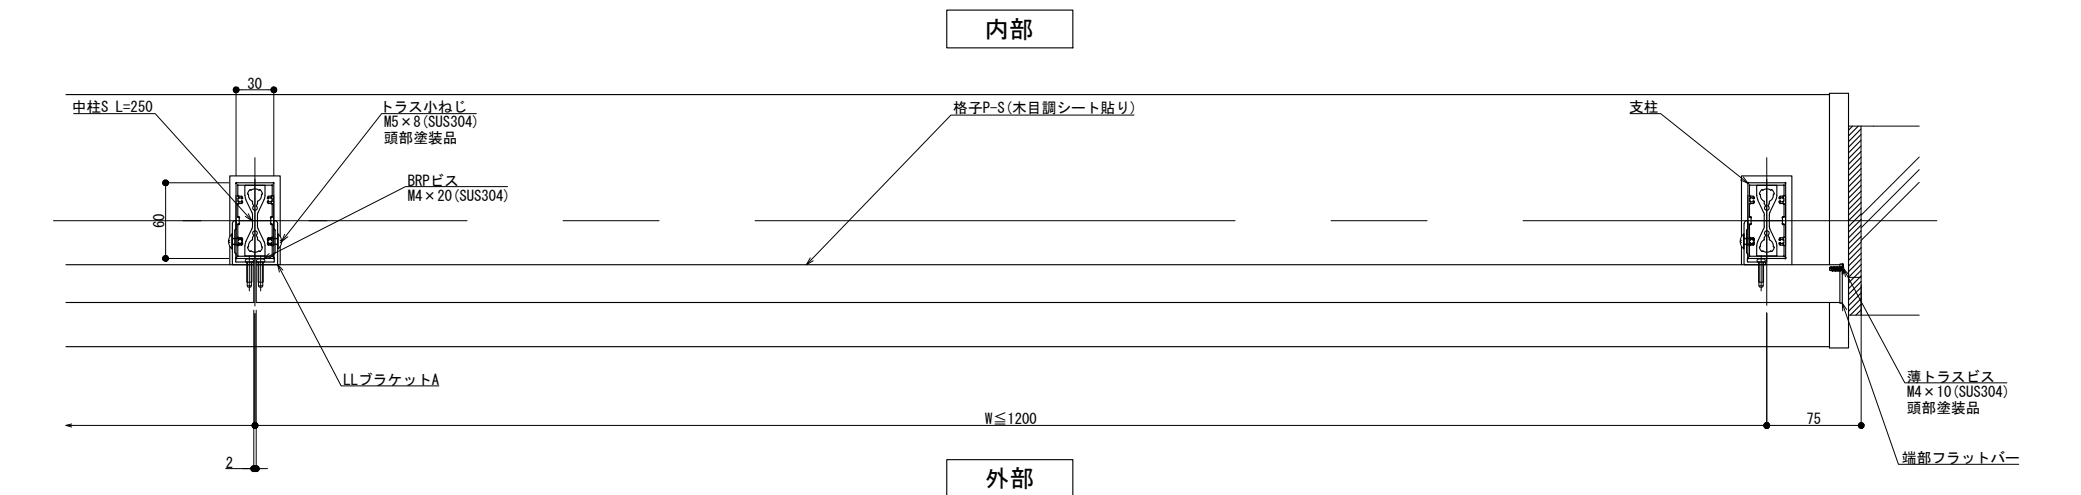 内部
30
中柱S L=250
トラス小ねじ
M5×8(SUS304)
頭部塗装品
格子P-S(木目調シート貼り)
支柱
BRPビス
M4×20(SUS304)
60
LLブラケットA
薄トラスビス
M4×10(SUS304)
頭部塗装品
W≦1200
75
2
端部フラットバー
外部